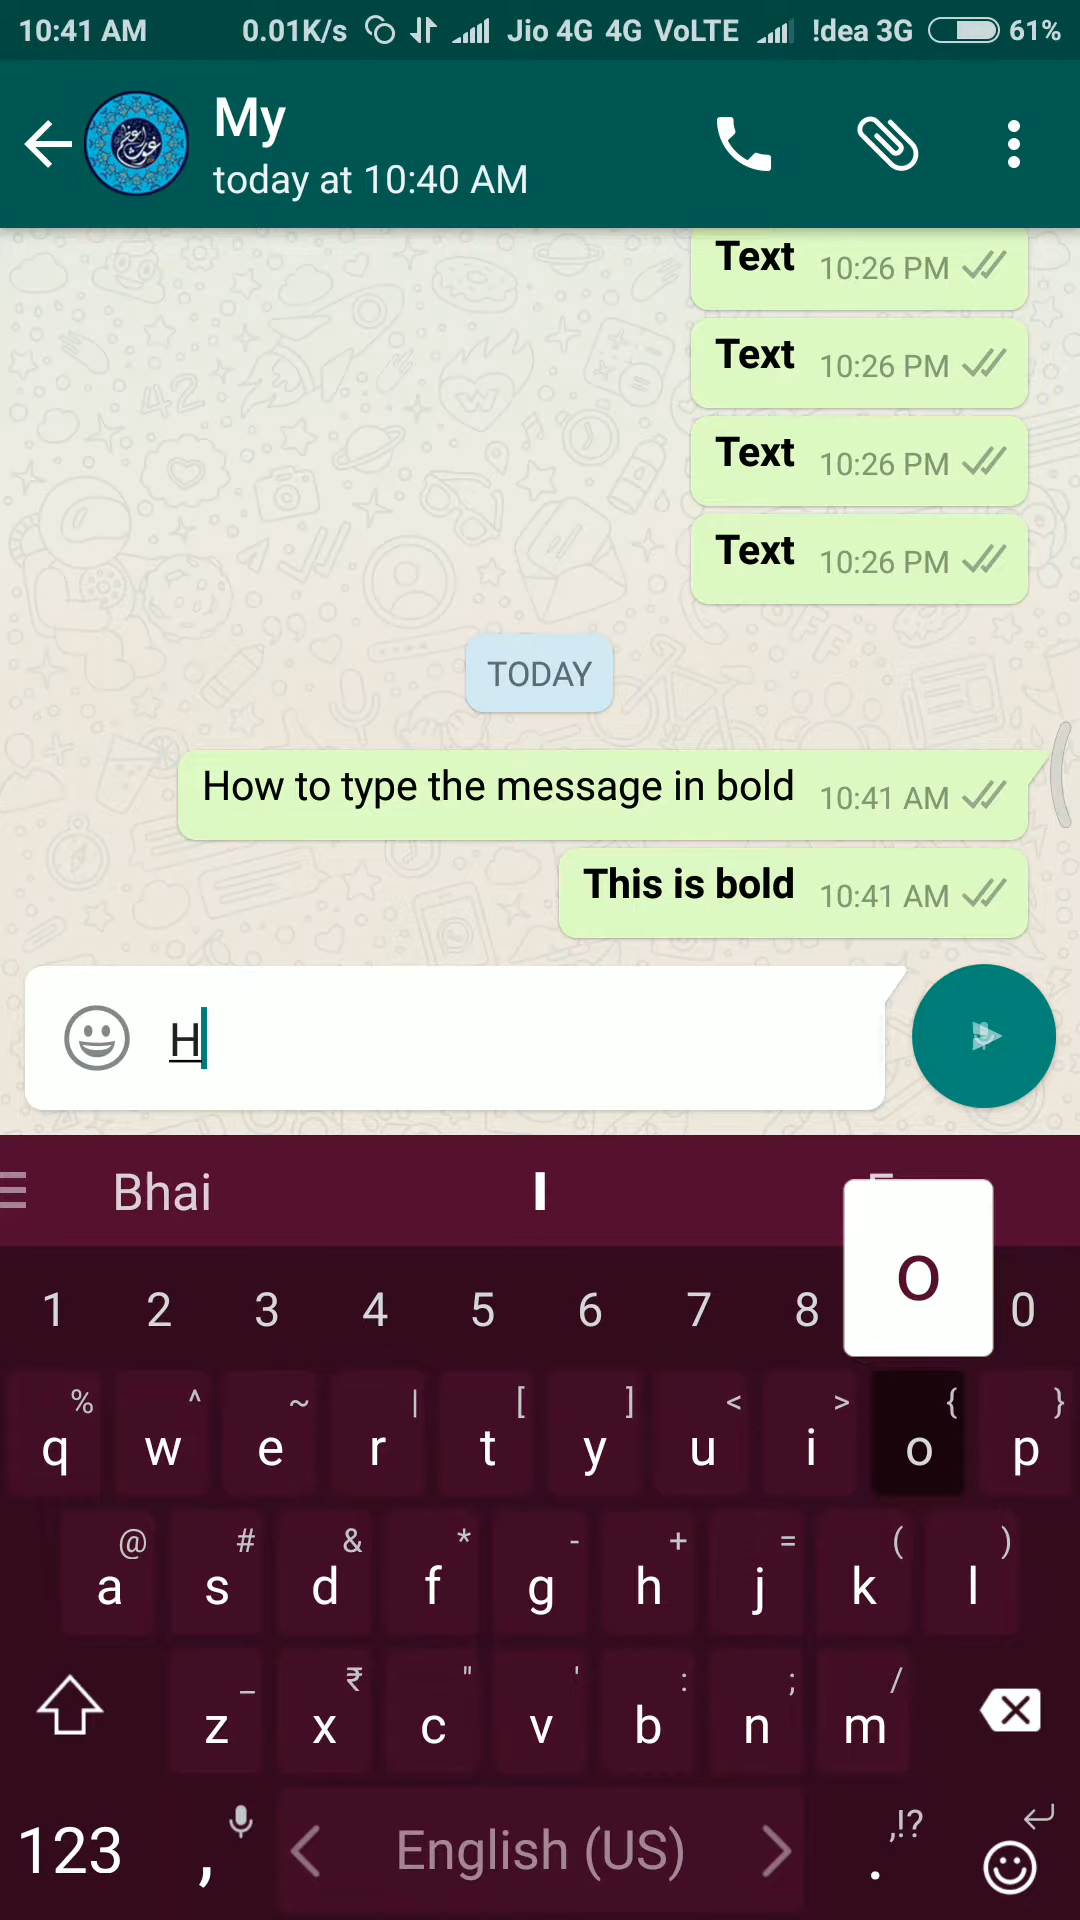 10:41 AM 0.01K/s Jio 4G 4G VoLTE !dea 3G 61%
My
today at 10:40 AM
Text 10:26 PM
Text 10:26 PM
Text 10:26 PM
Text 10:26 PM
TODAY
How to type the message in bold 10:41 AM
This is bold 10:41 AM
H
Bhai I
o
1 2 3 4 5 6 7 8 0
% ^ ~ | [ ] < > { }
q w e r t y u i o p
@ # & * - + = ( )
a s d f g h j k l
_ ₹ " ' : ; /
z x c v b n m
123 , < English (US) > . ,!?